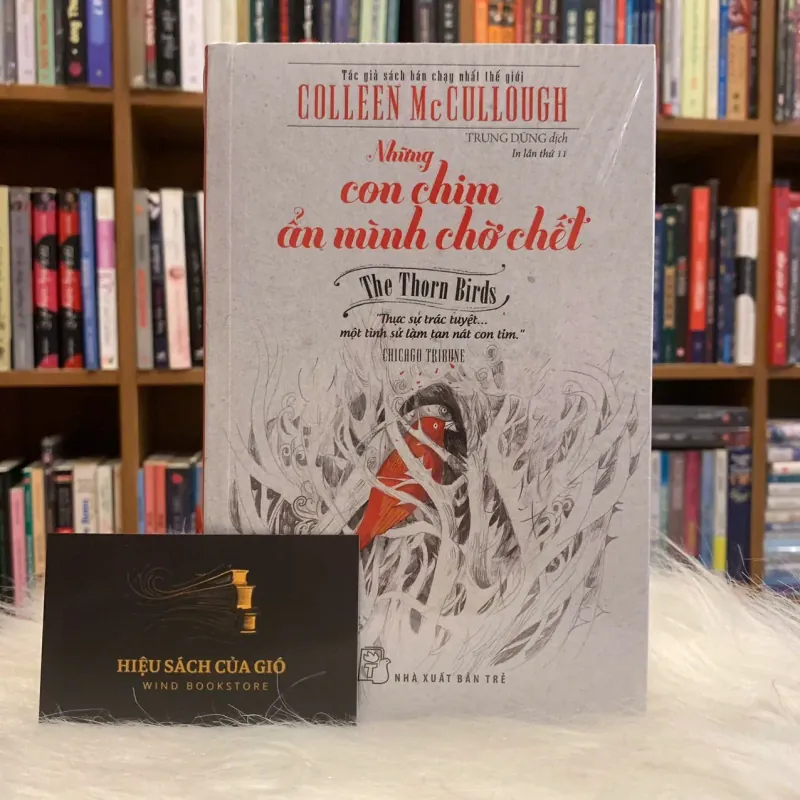 Tác giả sách bán chạy nhất thế giới
COLLEEN McCULLOUGH
TRUNG DŨNG dịch
In lần thứ 11
Những
con chim
ẩn mình chờ chết
The Thorn Birds
"Thực sự trác tuyệt...
một tình sử làm tan nát con tim."
CHICAGO TRIBUNE
NHÀ XUẤT BẢN TRẺ
HIỆU SÁCH CỦA GIÓ
WIND BOOKSTORE